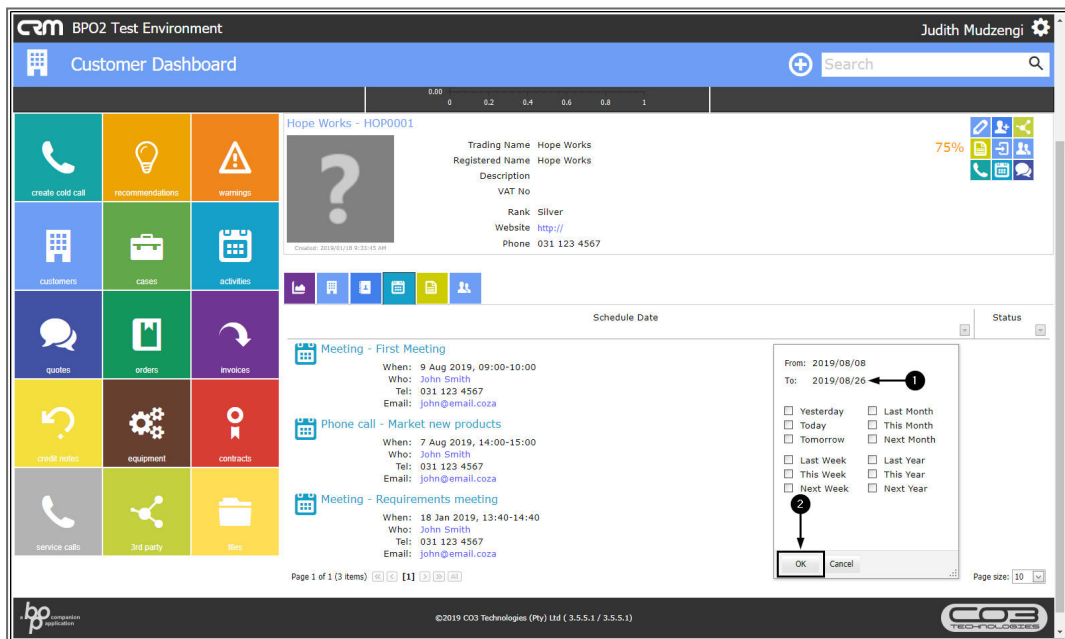 CRM BPO2 Test Environment
Judith Mudzengi
Customer Dashboard
Search
0.00
0 0.2 0.4 0.6 0.8 1
create cold call
recommendations
warnings
customers
cases
activities
quotes
orders
invoices
credit notes
equipment
contracts
service calls
3rd party
files
Hope Works - HOP0001
?
Created: 2019/01/18 9:33:45 AM
Trading Name Hope Works
Registered Name Hope Works
Description
VAT No
Rank Silver
Website http://
Phone 031 123 4567
75%
Schedule Date
Status
Meeting - First Meeting
When: 9 Aug 2019, 09:00-10:00
Who: John Smith
Tel: 031 123 4567
Email: john@email.coza
Phone call - Market new products
When: 7 Aug 2019, 14:00-15:00
Who: John Smith
Tel: 031 123 4567
Email: john@email.coza
Meeting - Requirements meeting
When: 18 Jan 2019, 13:40-14:40
Who: John Smith
Tel: 031 123 4567
Email: john@email.coza
From: 2019/08/08
To: 2019/08/26
1
Yesterday Last Month
Today This Month
Tomorrow Next Month
Last Week Last Year
This Week This Year
Next Week Next Year
2
OK Cancel
Page 1 of 1 (3 items) [1] All
Page size: 10
a bp companion application
©2019 CO3 Technologies (Pty) Ltd ( 3.5.5.1 / 3.5.5.1)
CO3
TECHNOLOGIES